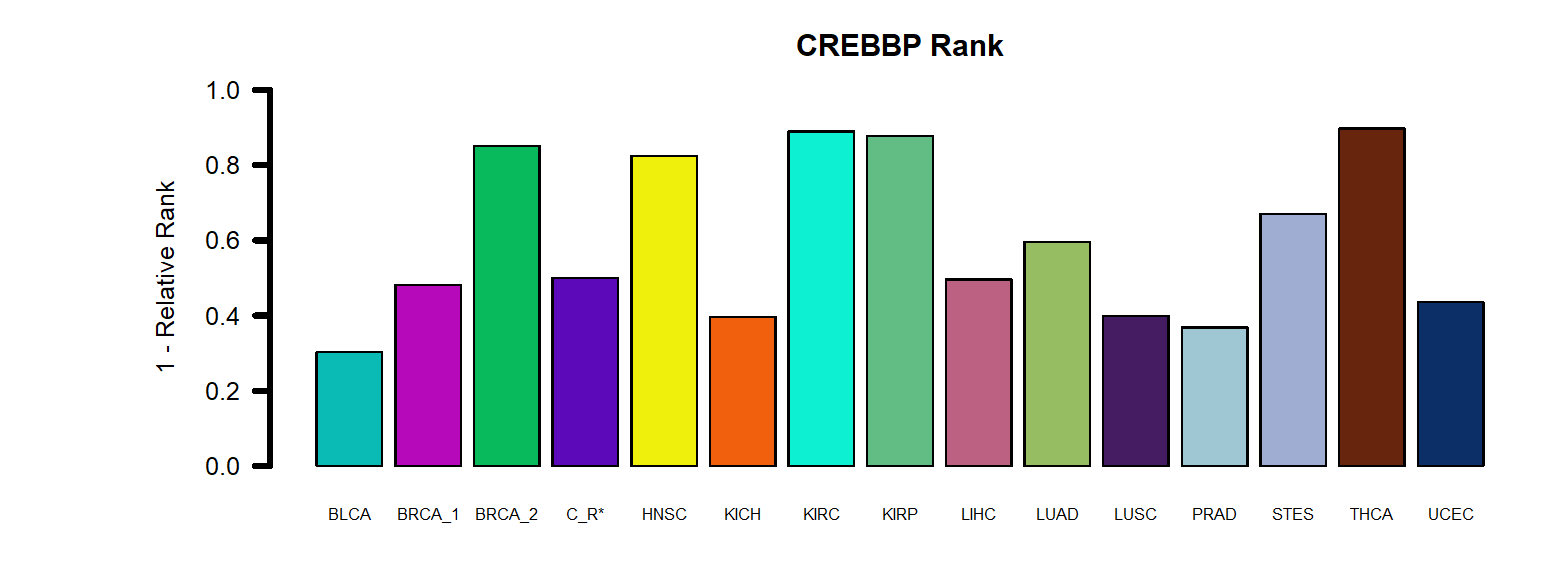 CREBBP Rank
1 - Relative Rank
1.0
0.8
0.6
0.4
0.2
0.0
BLCA BRCA_1 BRCA_2 C_R* HNSC KICH KIRC KIRP LIHC LUAD LUSC PRAD STES THCA UCEC